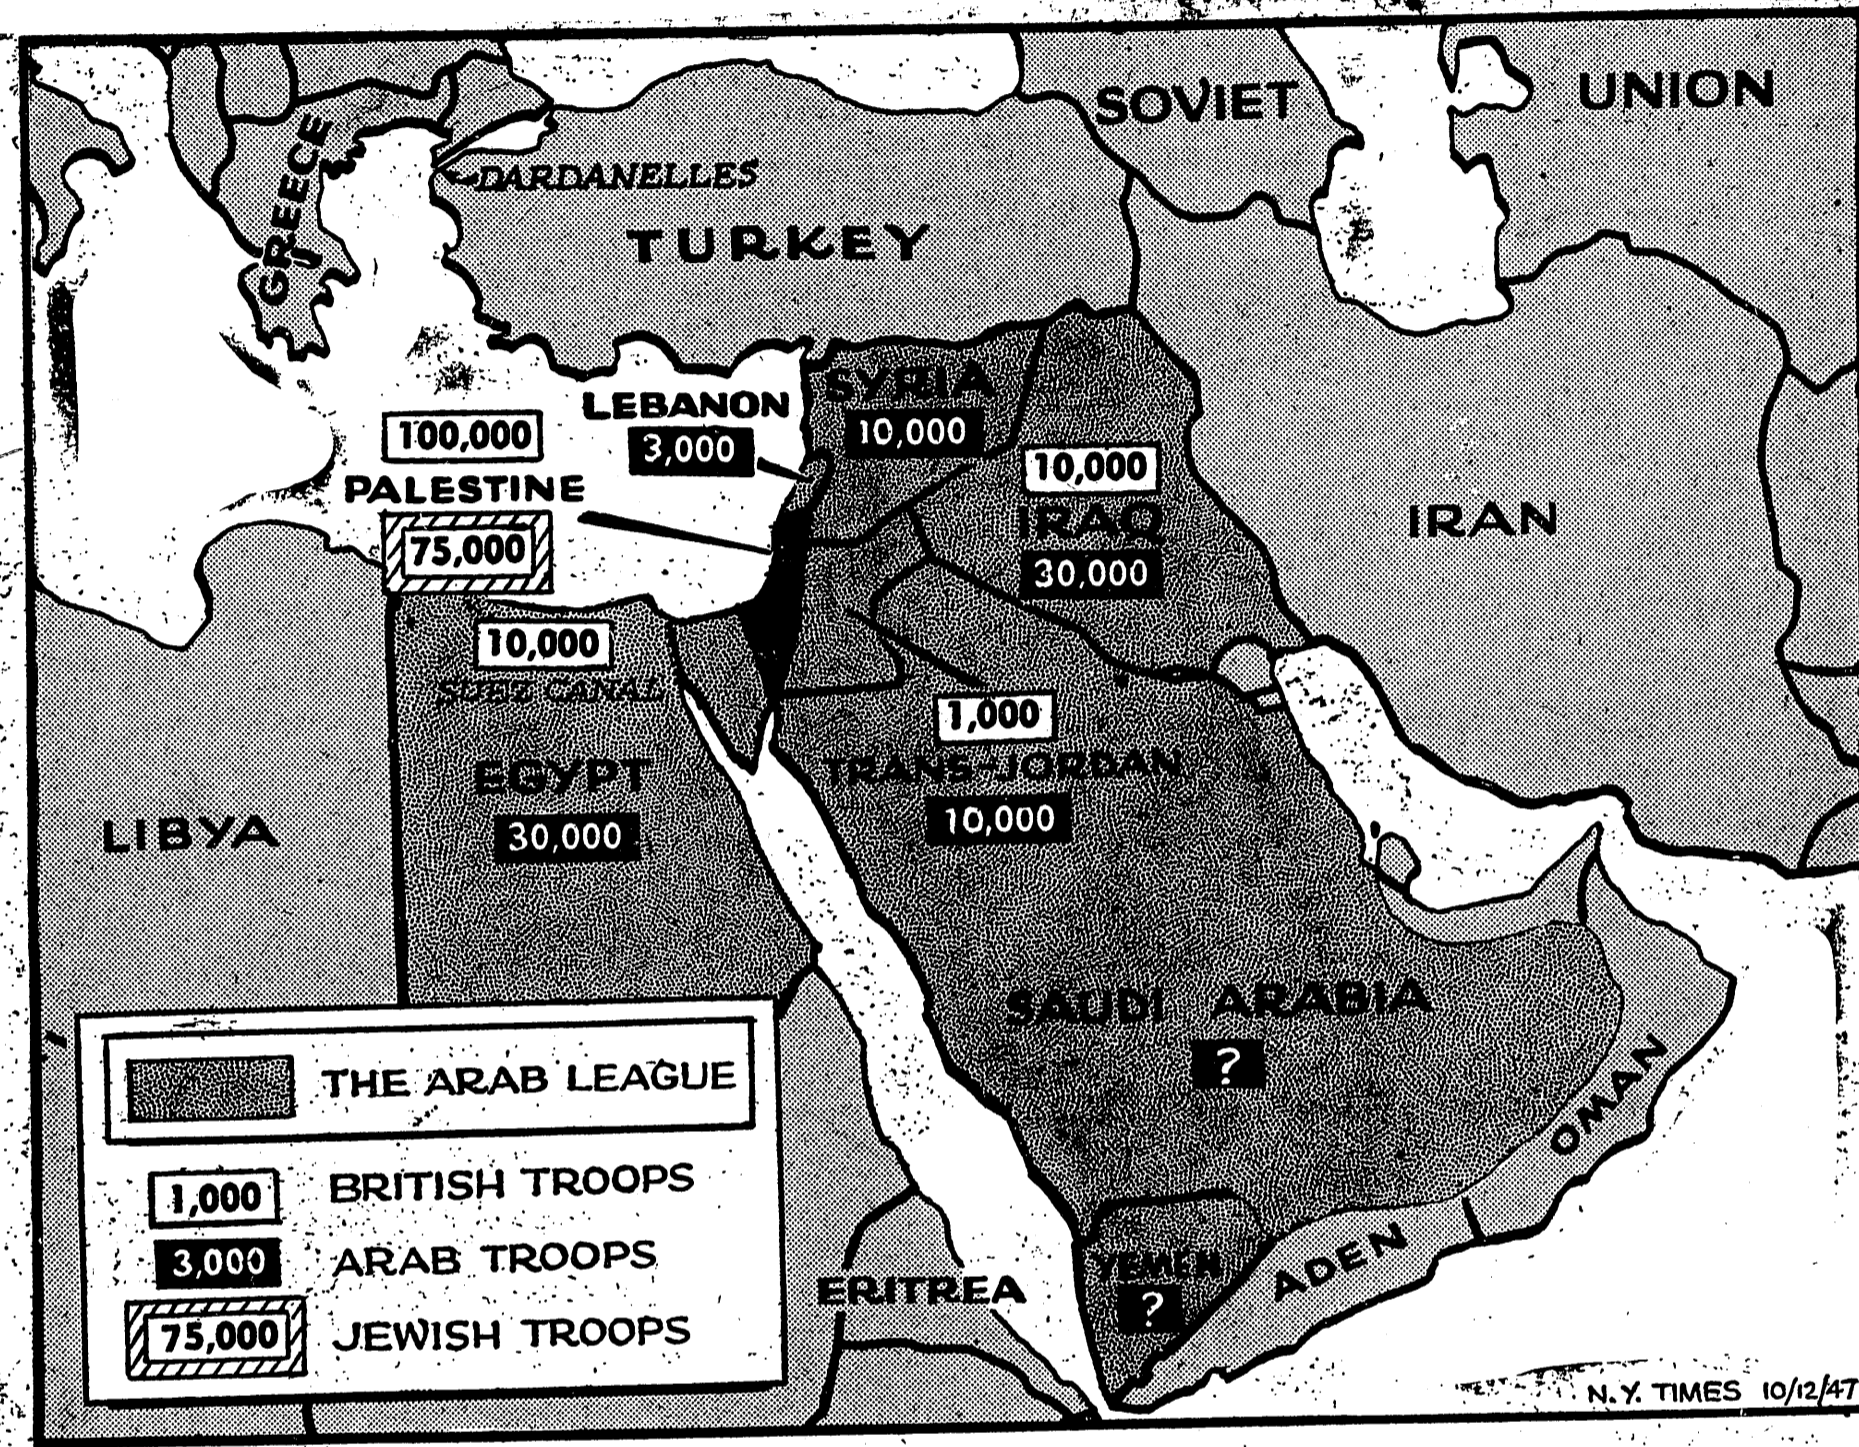 SOVIET UNION
GREECE
DARDANELLES
TURKEY
LEBANON
3,000
SYRIA
10,000
100,000
PALESTINE
75,000
10,000
IRAQ
30,000
IRAN
10,000
SUEZ CANAL
EGYPT
30,000
1,000
TRANS-JORDAN
10,000
LIBYA
SAUDI ARABIA
?
OMAN
YEMEN
?
ADEN
ERITREA
THE ARAB LEAGUE
1,000 BRITISH TROOPS
3,000 ARAB TROOPS
75,000 JEWISH TROOPS
N.Y. TIMES 10/12/47